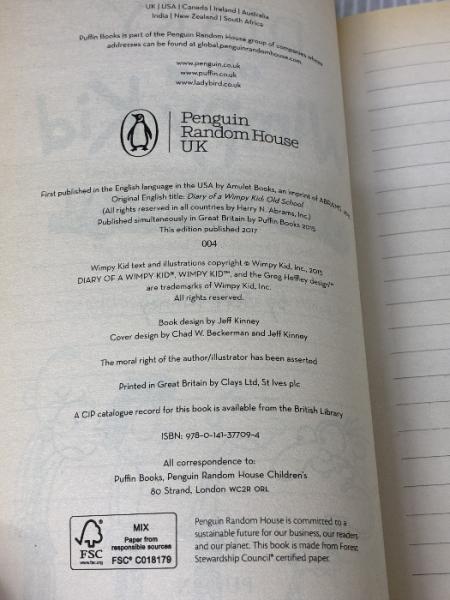 UK | USA | Canada | Ireland | Australia
India | New Zealand | South Africa
Puffin Books is part of the Penguin Random House group of companies whose
addresses can be found at global.penguinrandomhouse.com.
www.penguin.co.uk
www.puffin.co.uk
www.ladybird.co.uk
Penguin
Random House
UK
First published in the English language in the USA by Amulet Books, an imprint of ABRAMS
Original English title: Diary of a Wimpy Kid: Old School
(All rights reserved in all countries by Harry N. Abrams, Inc.)
Published simultaneously in Great Britain by Puffin Books 2015
This edition published 2017
004
Wimpy Kid text and illustrations copyright © Wimpy Kid, Inc., 2015
DIARY OF A WIMPY KID®, WIMPY KID™, and the Greg Heffley design™
are trademarks of Wimpy Kid, Inc.
All rights reserved.
Book design by Jeff Kinney
Cover design by Chad W. Beckerman and Jeff Kinney
The moral right of the author/illustrator has been asserted
Printed in Great Britain by Clays Ltd, St Ives plc
A CIP catalogue record for this book is available from the British Library
ISBN: 978-0-141-37709-4
All correspondence to:
Puffin Books, Penguin Random House Children's
80 Strand, London WC2R 0RL
FSC
www.fsc.org
MIX
Paper from
responsible sources
FSC® C018179
Penguin Random House is committed to a
sustainable future for our business, our readers
and our planet. This book is made from Forest
Stewardship Council® certified paper.